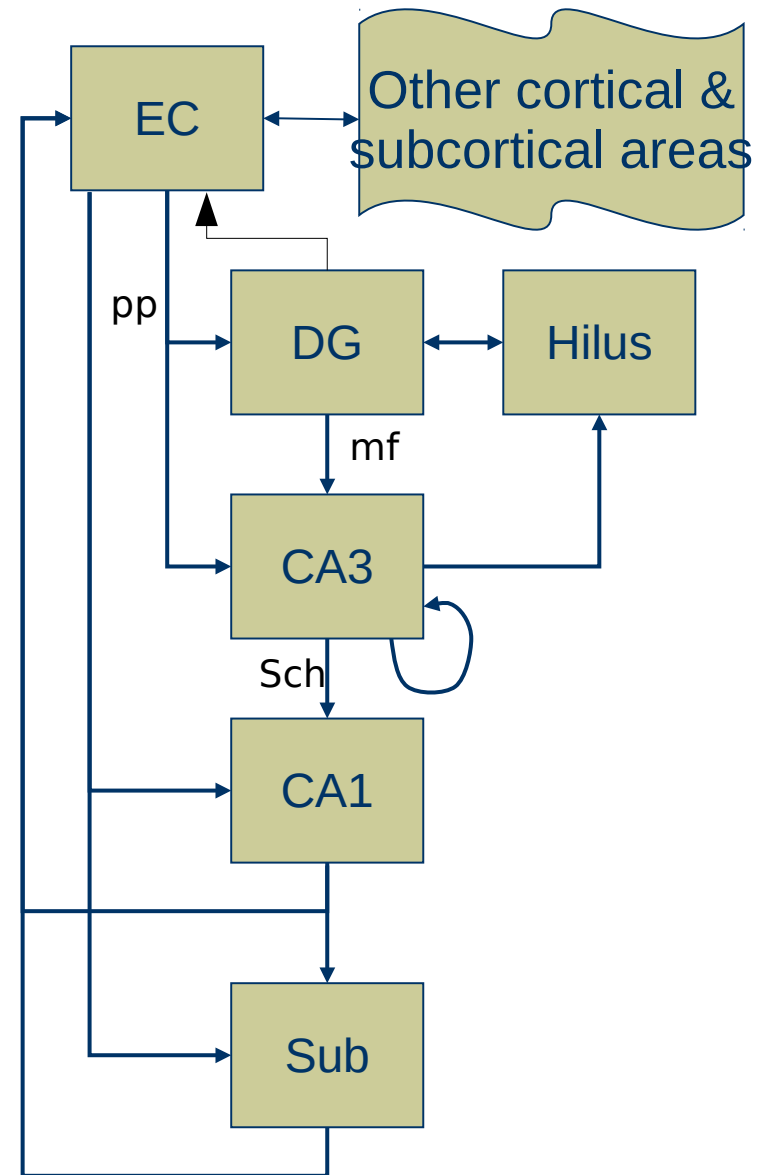 EC
Other cortical &
subcortical areas
pp
DG
Hilus
mf
CA3
Sch
CA1
Sub